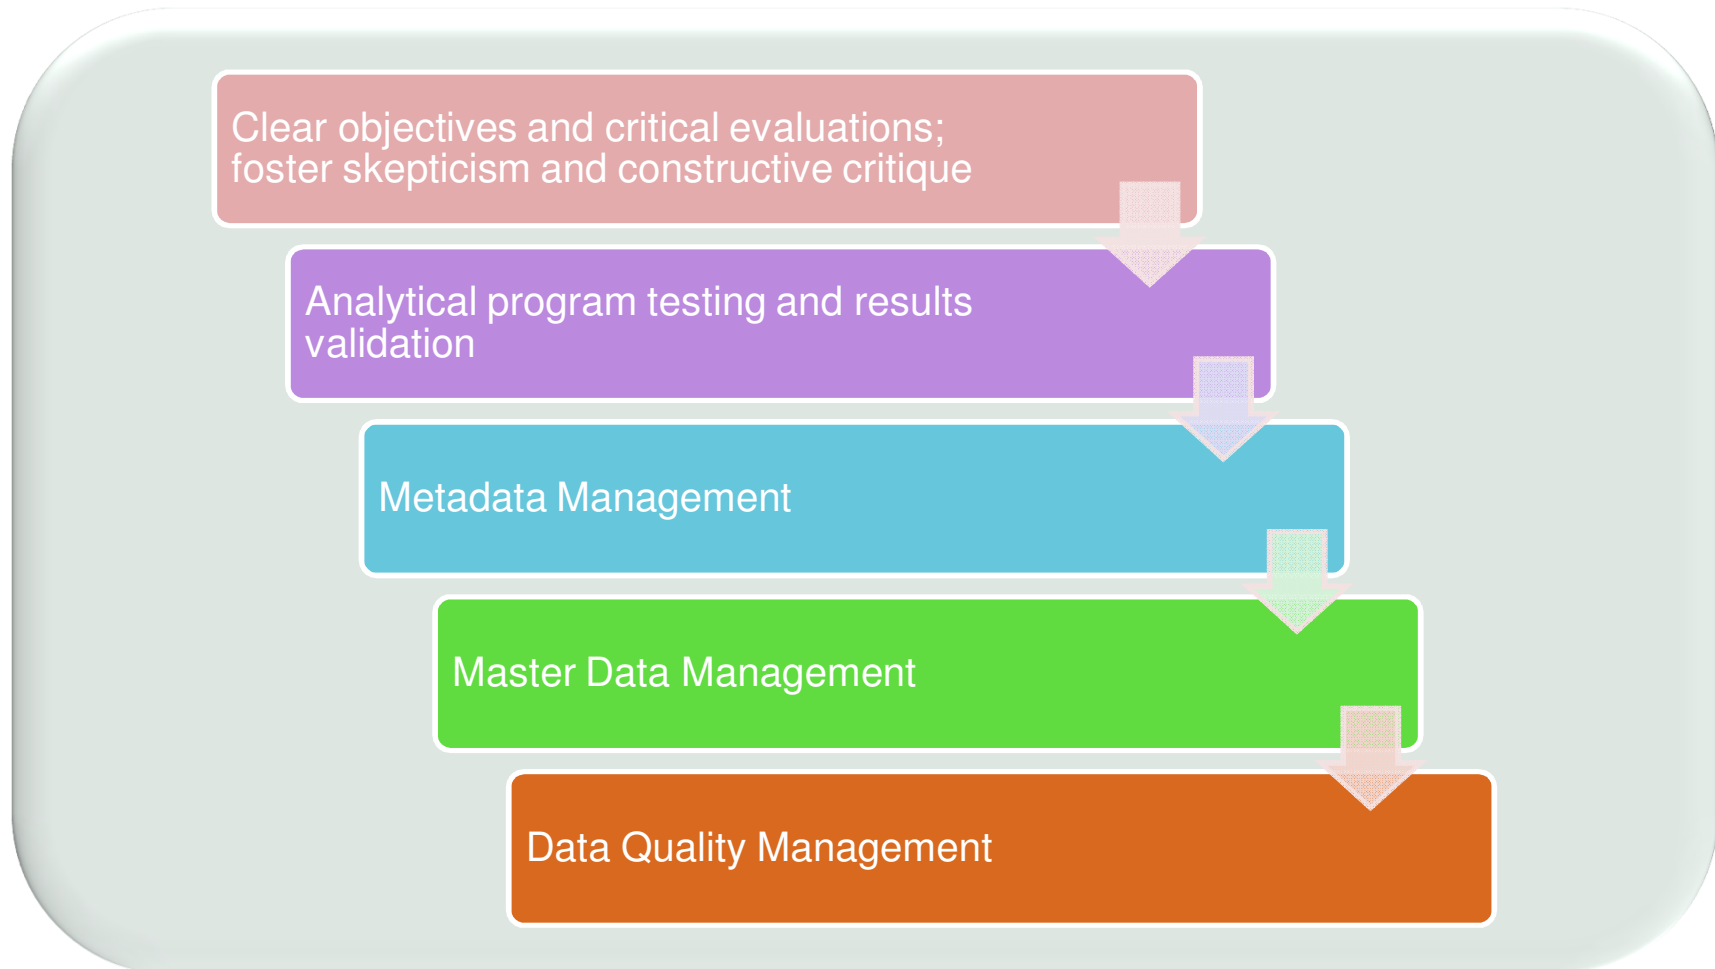 Clear objectives and critical evaluations;
foster skepticism and constructive critique
Analytical program testing and results
validation
Metadata Management
Master Data Management
Data Quality Management